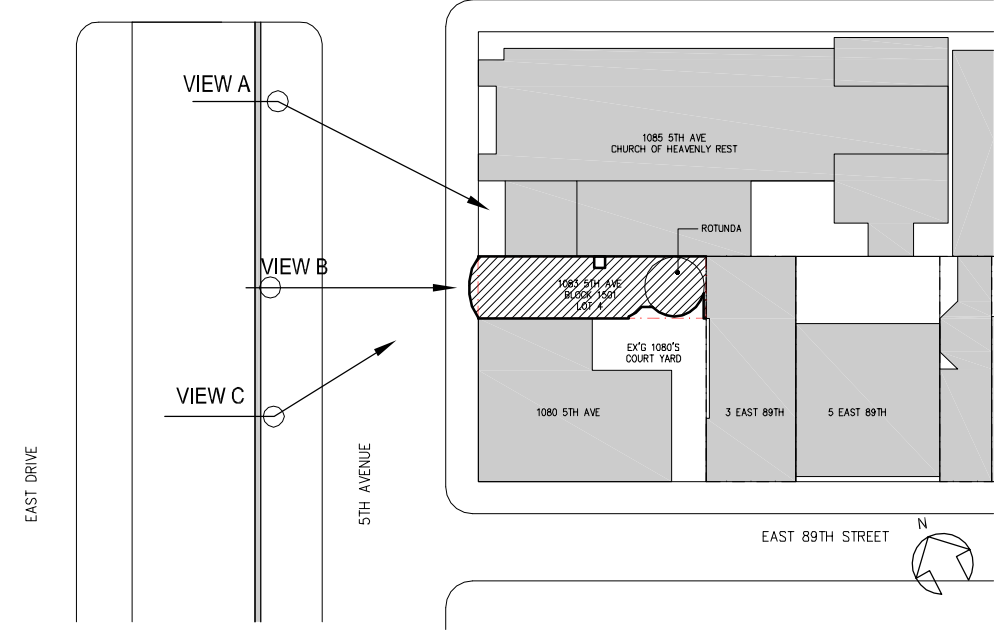 VIEW A
1085 5TH AVE
CHURCH OF HEAVENLY REST
ROTUNDA
VIEW B
1083 5TH AVE
BLOCK 1501
LOT 4
EX'G 1080'S
COURT YARD
VIEW C
1080 5TH AVE
3 EAST 89TH
5 EAST 89TH
EAST DRIVE
5TH AVENUE
EAST 89TH STREET
N